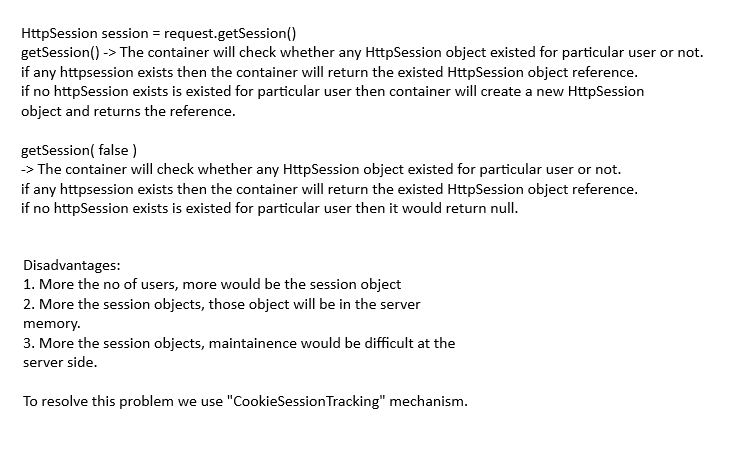 HttpSession session = request.getSession()
getSession() -> The container will check whether any HttpSession object existed for particular user or not.
if any httpsession exists then the container will return the existed HttpSession object reference.
if no httpSession exists is existed for particular user then container will create a new HttpSession
object and returns the reference.
getSession( false )
-> The container will check whether any HttpSession object existed for particular user or not.
if any httpsession exists then the container will return the existed HttpSession object reference.
if no httpSession exists is existed for particular user then it would return null.
Disadvantages:
1. More the no of users, more would be the session object
2. More the session objects, those object will be in the server
memory.
3. More the session objects, maintainence would be difficult at the
server side.
To resolve this problem we use "CookieSessionTracking" mechanism.